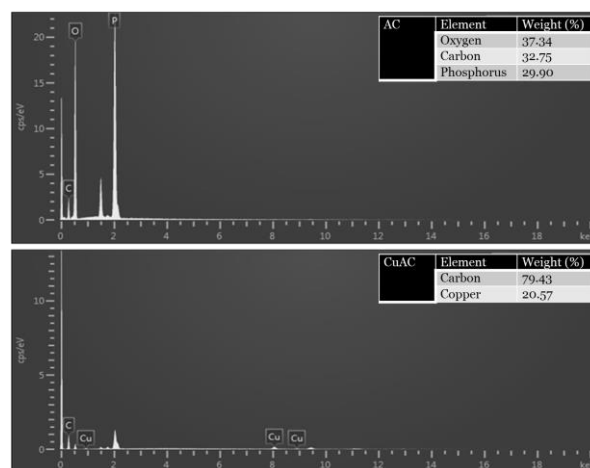 AC Element Weight (%)
Oxygen 37.34
Carbon 32.75
Phosphorus 29.90
20
15
10
5
0
cps/eV
C
O
P
0 2 4 6 8 10 12 14 16 18 ke
CuAC Element Weight (%)
Carbon 79.43
Copper 20.57
10
5
0
cps/eV
C
Cu
Cu
Cu
0 2 4 6 8 10 12 14 16 18 ke